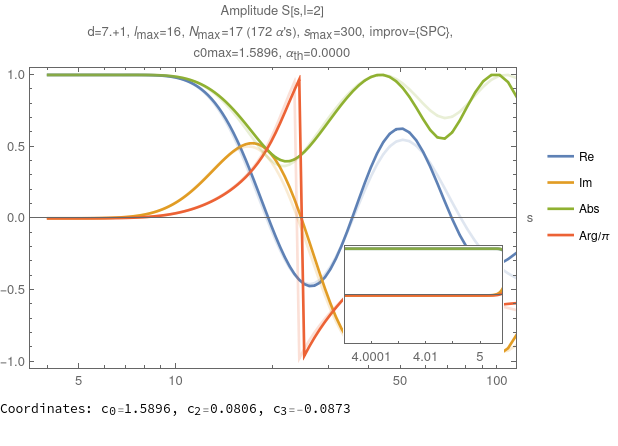 Amplitude S[s,l=2]
d=7.+1, lmax=16, Nmax=17 (172 α's), smax=300, improv={SPC},
c0max=1.5896, αth=0.0000
1.0
0.5
0.0
−0.5
−1.0
s
Re
Im
Abs
Arg/π
4.0001 4.01 5
5 10 50 100
Coordinates: c0=1.5896, c2=0.0806, c3=−0.0873